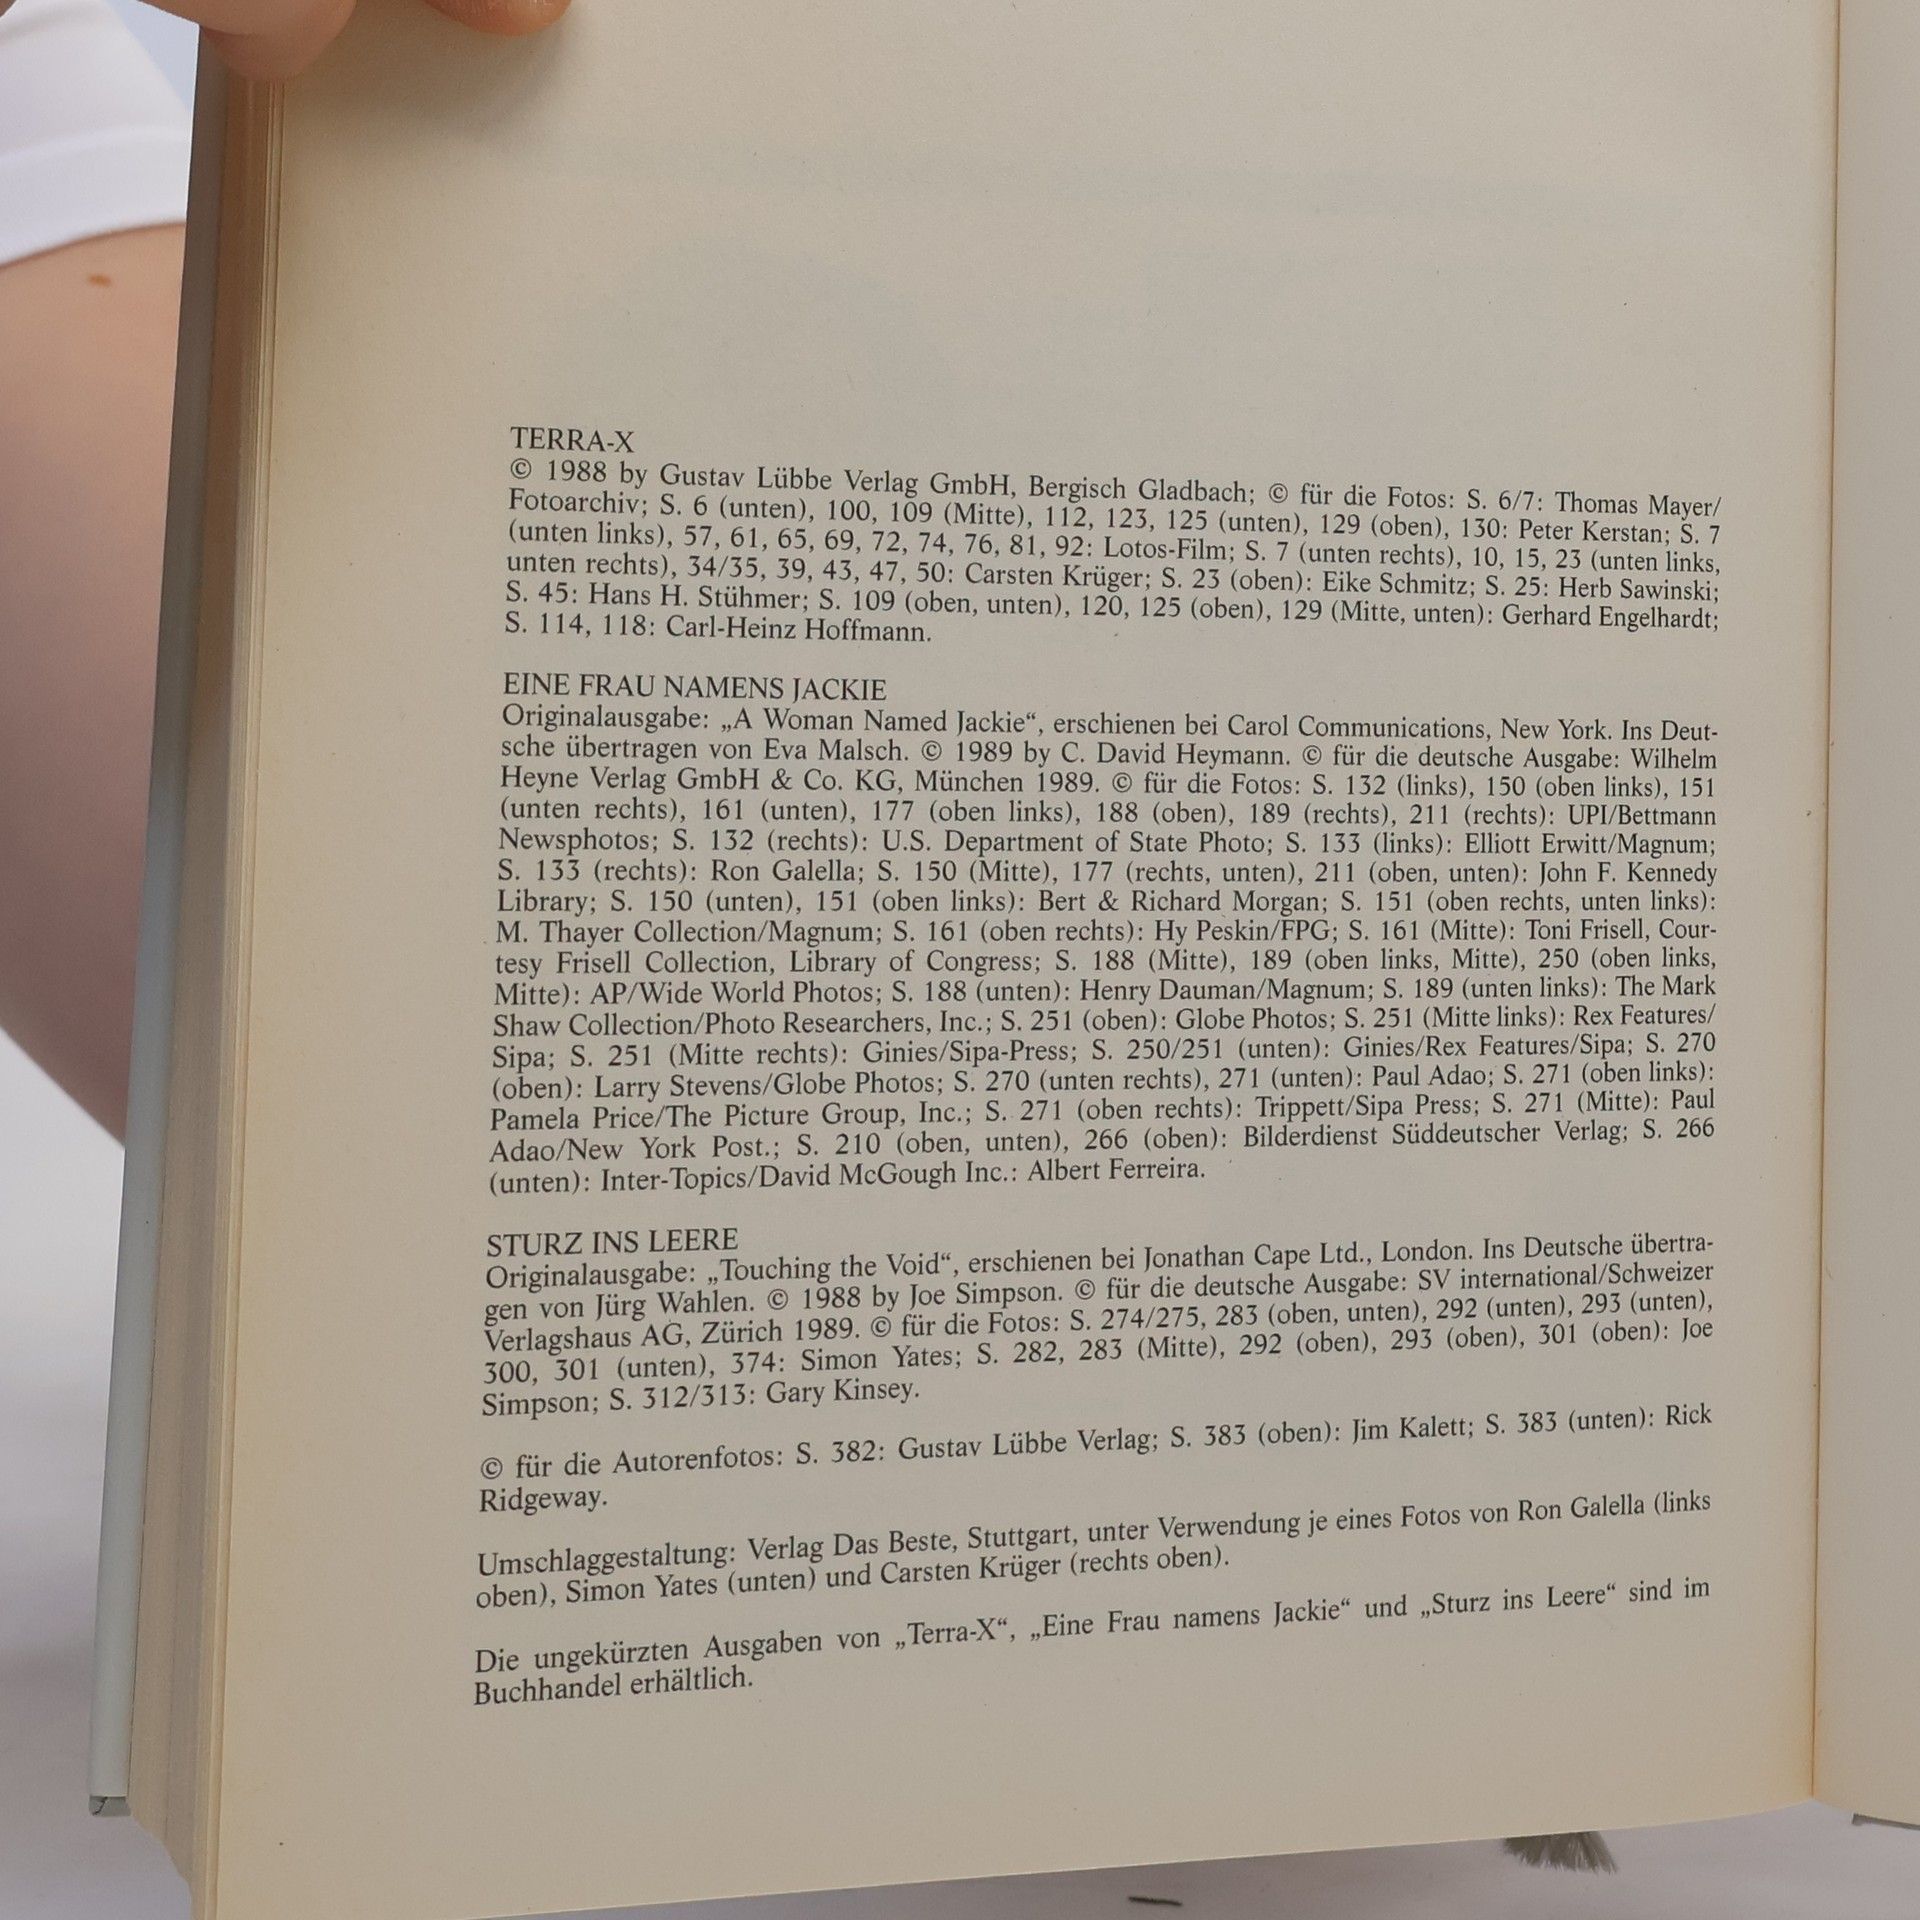 TERRA-X
© 1988 by Gustav Lübbe Verlag GmbH, Bergisch Gladbach; © für die Fotos: S. 6/7: Thomas Mayer/
Fotoarchiv; S. 6 (unten), 100, 109 (Mitte), 112, 123, 125 (unten), 129 (oben), 130: Peter Kerstan; S. 7
(unten links), 57, 61, 65, 69, 72, 74, 76, 81, 92: Lotos-Film; S. 7 (unten rechts), 10, 15, 23 (unten links,
unten rechts), 34/35, 39, 43, 47, 50: Carsten Krüger; S. 23 (oben): Eike Schmitz; S. 25: Herb Sawinski;
S. 45: Hans H. Stühmer; S. 109 (oben, unten), 120, 125 (oben), 129 (Mitte, unten): Gerhard Engelhardt;
S. 114, 118: Carl-Heinz Hoffmann.
EINE FRAU NAMENS JACKIE
Originalausgabe: „A Woman Named Jackie“, erschienen bei Carol Communications, New York. Ins Deut-
sche übertragen von Eva Malsch. © 1989 by C. David Heymann. © für die deutsche Ausgabe: Wilhelm
Heyne Verlag GmbH & Co. KG, München 1989. © für die Fotos: S. 132 (links), 150 (oben links), 151
(unten rechts), 161 (unten), 177 (oben links), 188 (oben), 189 (rechts), 211 (rechts): UPI/Bettmann
Newsphotos; S. 132 (rechts): U.S. Department of State Photo; S. 133 (links): Elliott Erwitt/Magnum;
S. 133 (rechts): Ron Galella; S. 150 (Mitte), 177 (rechts, unten), 211 (oben, unten): John F. Kennedy
Library; S. 150 (unten), 151 (oben links): Bert & Richard Morgan; S. 151 (oben rechts, unten links):
M. Thayer Collection/Magnum; S. 161 (oben rechts): Hy Peskin/FPG; S. 161 (Mitte): Toni Frisell, Cour-
tesy Frisell Collection, Library of Congress; S. 188 (Mitte), 189 (oben links, Mitte), 250 (oben links,
Mitte): AP/Wide World Photos; S. 188 (unten): Henry Dauman/Magnum; S. 189 (unten links): The Mark
Shaw Collection/Photo Researchers, Inc.; S. 251 (oben): Globe Photos; S. 251 (Mitte links): Rex Features/
Sipa; S. 251 (Mitte rechts): Ginies/Sipa-Press; S. 250/251 (unten): Ginies/Rex Features/Sipa; S. 270
(oben): Larry Stevens/Globe Photos; S. 270 (unten rechts), 271 (unten): Paul Adao; S. 271 (oben links):
Pamela Price/The Picture Group, Inc.; S. 271 (oben rechts): Trippett/Sipa Press; S. 271 (Mitte): Paul
Adao/New York Post.; S. 210 (oben, unten), 266 (oben): Bilderdienst Süddeutscher Verlag; S. 266
(unten): Inter-Topics/David McGough Inc.: Albert Ferreira.
STURZ INS LEERE
Originalausgabe: „Touching the Void“, erschienen bei Jonathan Cape Ltd., London. Ins Deutsche übertra-
gen von Jürg Wahlen. © 1988 by Joe Simpson. © für die deutsche Ausgabe: SV international/Schweizer
Verlagshaus AG, Zürich 1989. © für die Fotos: S. 274/275, 283 (oben, unten), 292 (unten), 293 (unten),
300, 301 (unten), 374: Simon Yates; S. 282, 283 (Mitte), 292 (oben), 293 (oben), 301 (oben): Joe
Simpson; S. 312/313: Gary Kinsey.
© für die Autorenfotos: S. 382: Gustav Lübbe Verlag; S. 383 (oben): Jim Kalett; S. 383 (unten): Rick
Ridgeway.
Umschlaggestaltung: Verlag Das Beste, Stuttgart, unter Verwendung je eines Fotos von Ron Galella (links
oben), Simon Yates (unten) und Carsten Krüger (rechts oben).
Die ungekürzten Ausgaben von „Terra-X“, „Eine Frau namens Jackie“ und „Sturz ins Leere“ sind im
Buchhandel erhältlich.